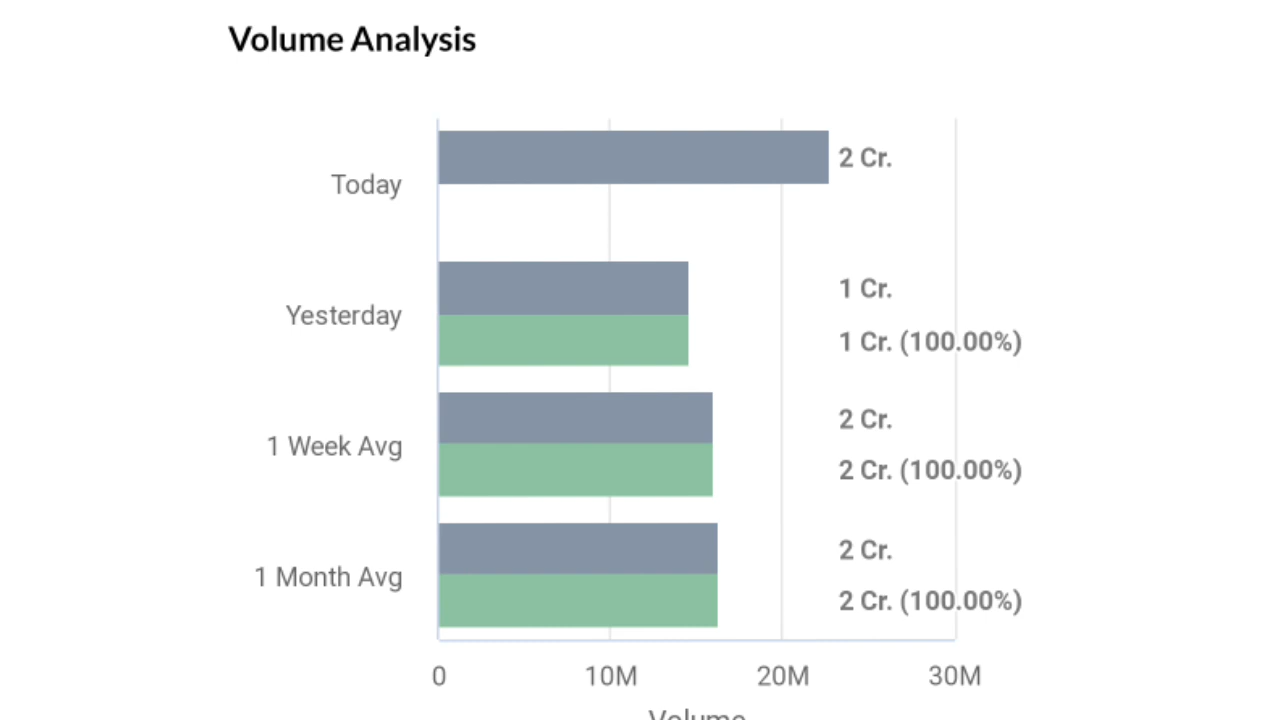 Volume Analysis
2 Cr.
Today
1 Cr.
Yesterday
1 Cr. (100.00%)
2 Cr.
1 Week Avg
2 Cr. (100.00%)
2 Cr.
1 Month Avg
2 Cr. (100.00%)
0 10M 20M 30M
Volume